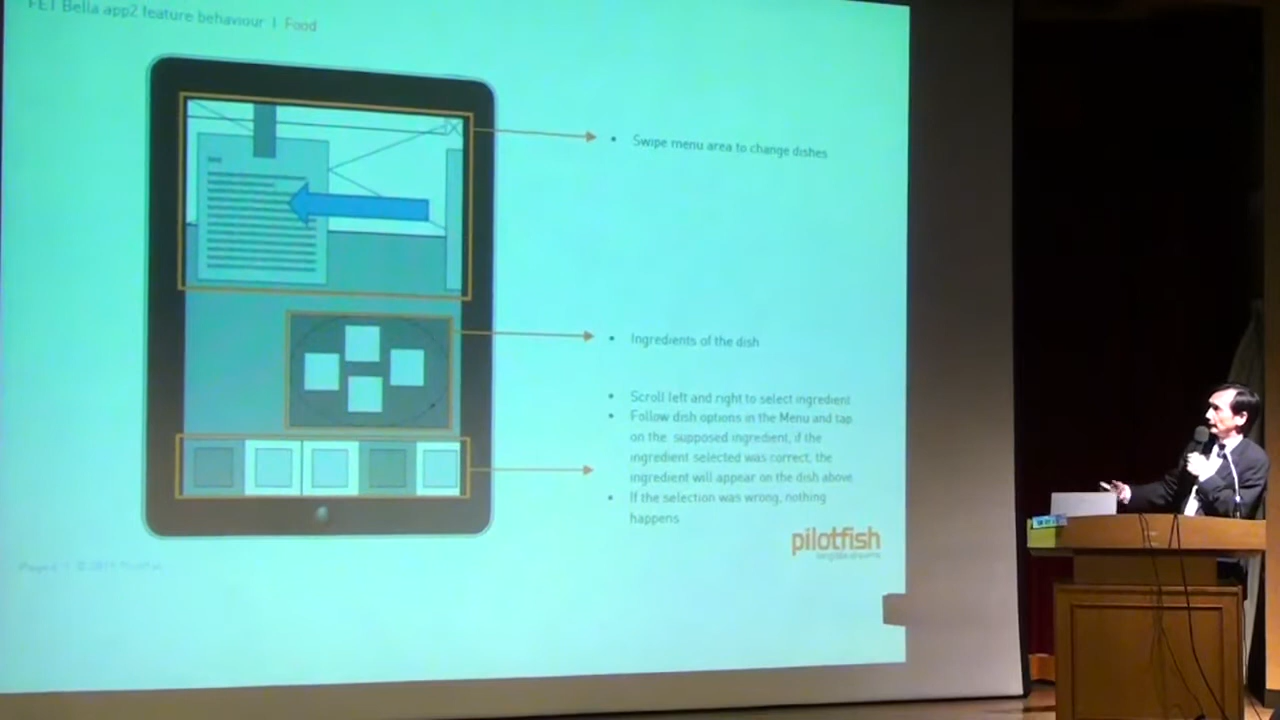 FET Bella app2 feature behaviour | Food
• Swipe menu area to change dishes
• Ingredients of the dish
• Scroll left and right to select ingredient
• Follow dish options in the Menu and tap
on the supposed ingredient, if the
ingredient selected was correct, the
ingredient will appear on the dish above
• If the selection was wrong, nothing
happens
pilotfish